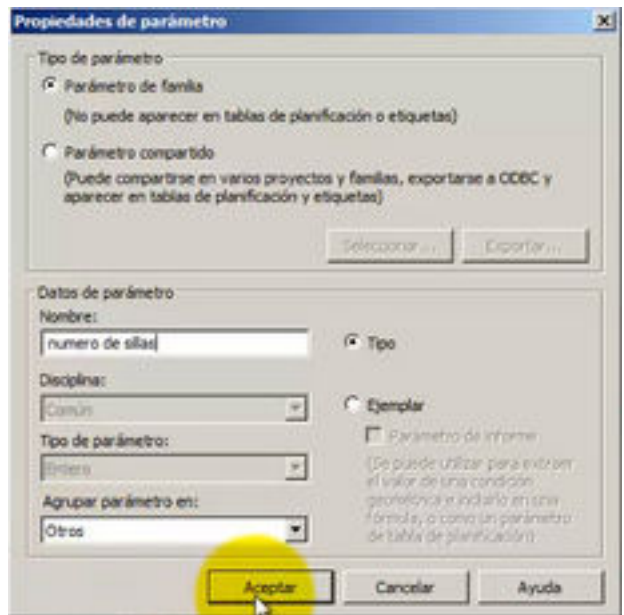 Propiedades de parámetro
Tipo de parámetro
Parámetro de familia
(No puede aparecer en tablas de planificación o etiquetas)
Parámetro compartido
(Puede compartirse en varios proyectos y familias, exportarse a ODBC y
aparecer en tablas de planificación y etiquetas)
Seleccionar...
Exportar...
Datos de parámetro
Nombre:
numero de sillas
Tipo
Disciplina:
Común
Ejemplar
Parámetro de informe
Tipo de parámetro:
Entero
(Se puede utilizar para extraer
el valor de una condición
geométrica e incluirlo en una
fórmula, o como un parámetro
de tabla de planificación)
Agrupar parámetro en:
Otros
Aceptar
Cancelar
Ayuda